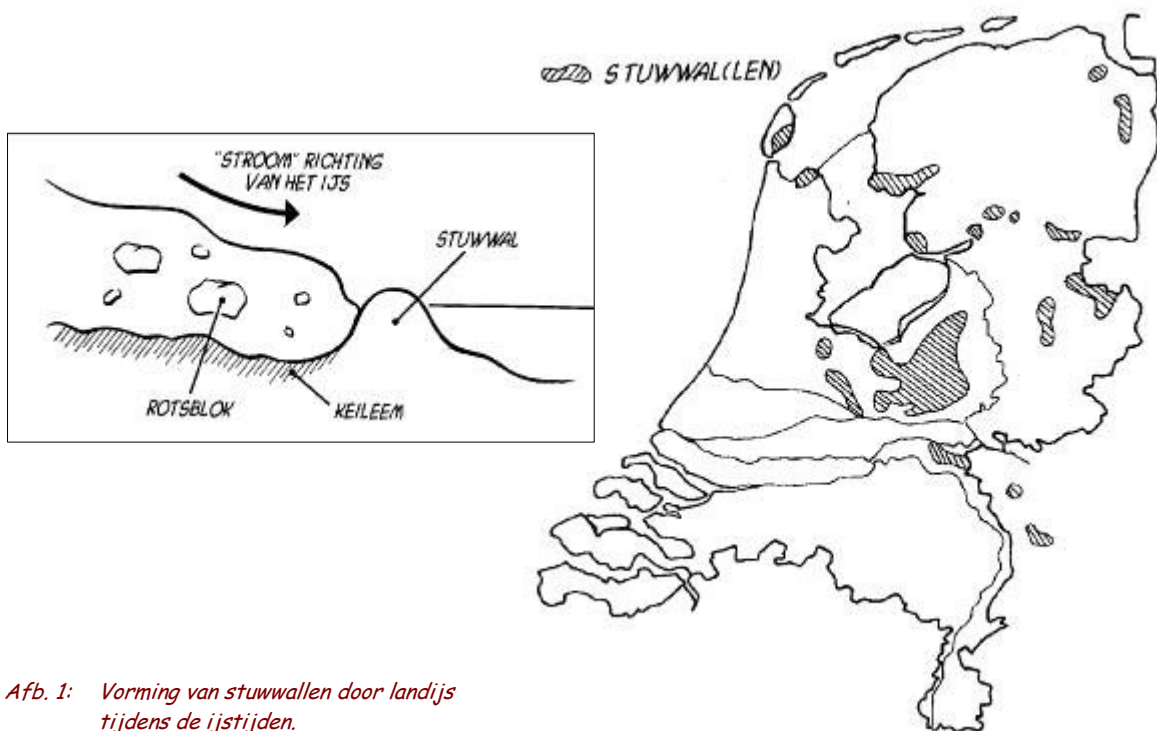 STUWWAL(LEN)
"STROOM" RICHTING
VAN HET IJS
STUWWAL
ROTSBLOK
KEILEEM
Afb. 1: Vorming van stuwwallen door landijs
tijdens de ijstijden.